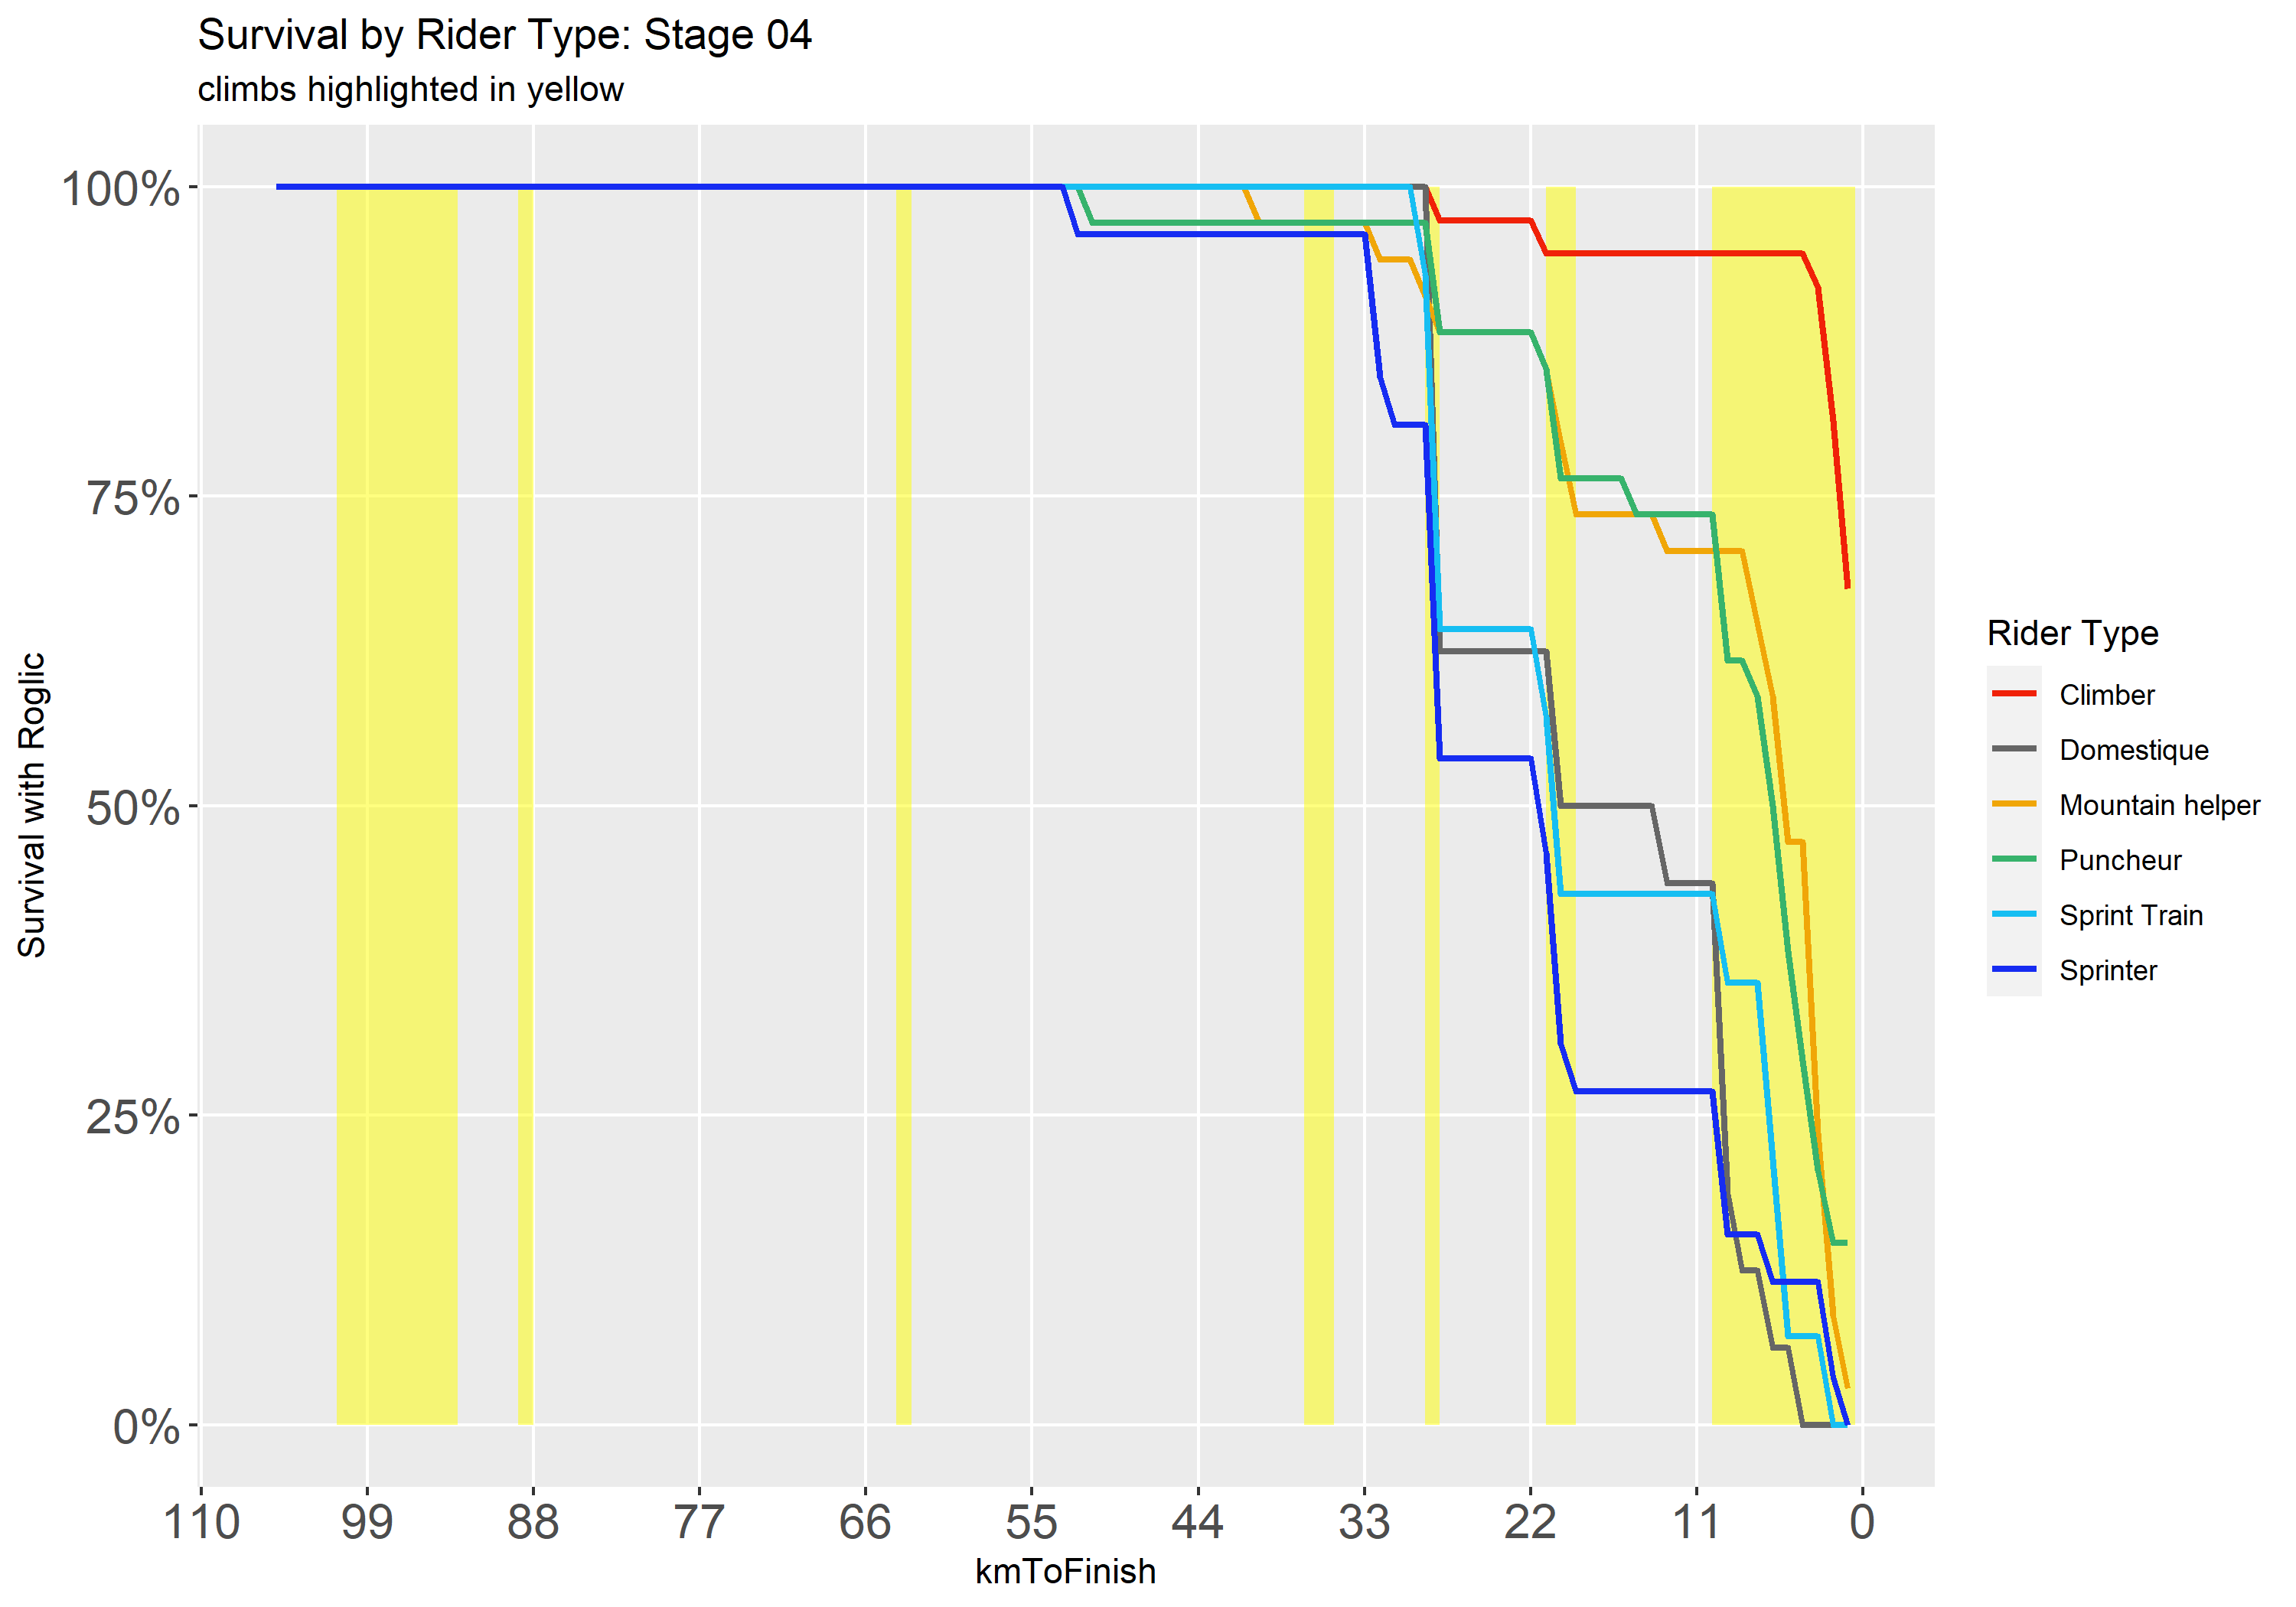 Survival by Rider Type: Stage 04
climbs highlighted in yellow
Survival with Roglic
100%
75%
50%
25%
0%
110 99 88 77 66 55 44 33 22 11 0
kmToFinish
Rider Type
Climber
Domestique
Mountain helper
Puncheur
Sprint Train
Sprinter